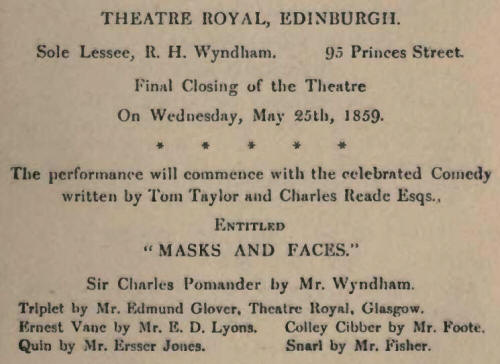 THEATRE ROYAL, EDINBURGH.
Sole Lessee, R. H. Wyndham. 95 Princes Street.
Final Closing of the Theatre
On Wednesday, May 25th, 1859.
* * * * *
The performance will commence with the celebrated Comedy
written by Tom Taylor and Charles Reade Esqs.,
ENTITLED
"MASKS AND FACES."
Sir Charles Pomander by Mr. Wyndham.
Triplet by Mr. Edmund Glover, Theatre Royal, Glasgow.
Ernest Vane by Mr. E. D. Lyons. Colley Cibber by Mr. Foote.
Quin by Mr. Ersser Jones. Snarl by Mr. Fisher.